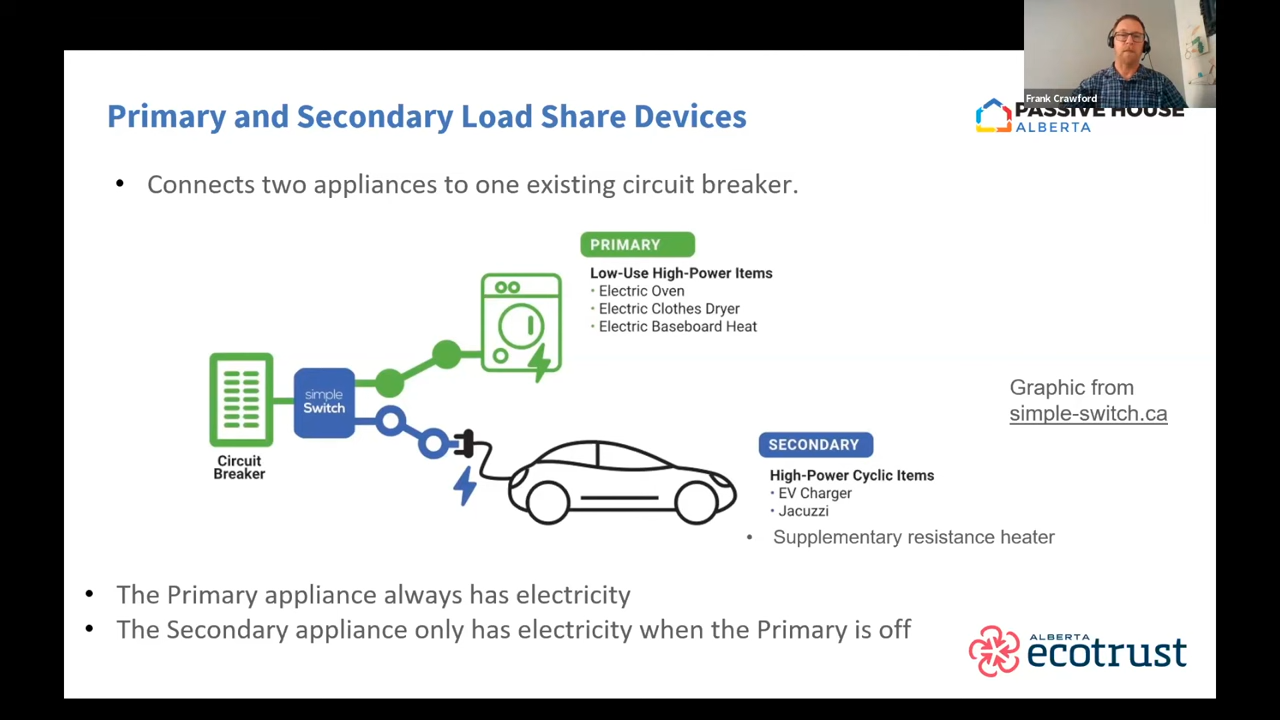 Frank Crawford
Primary and Secondary Load Share Devices
PASSIVE HOUSE
ALBERTA
• Connects two appliances to one existing circuit breaker.
PRIMARY
Low-Use High-Power Items
• Electric Oven
• Electric Clothes Dryer
• Electric Baseboard Heat
simple
Switch
Circuit
Breaker
Graphic from
simple-switch.ca
SECONDARY
High-Power Cyclic Items
• EV Charger
• Jacuzzi
• Supplementary resistance heater
• The Primary appliance always has electricity
• The Secondary appliance only has electricity when the Primary is off
ALBERTA
ecotrust